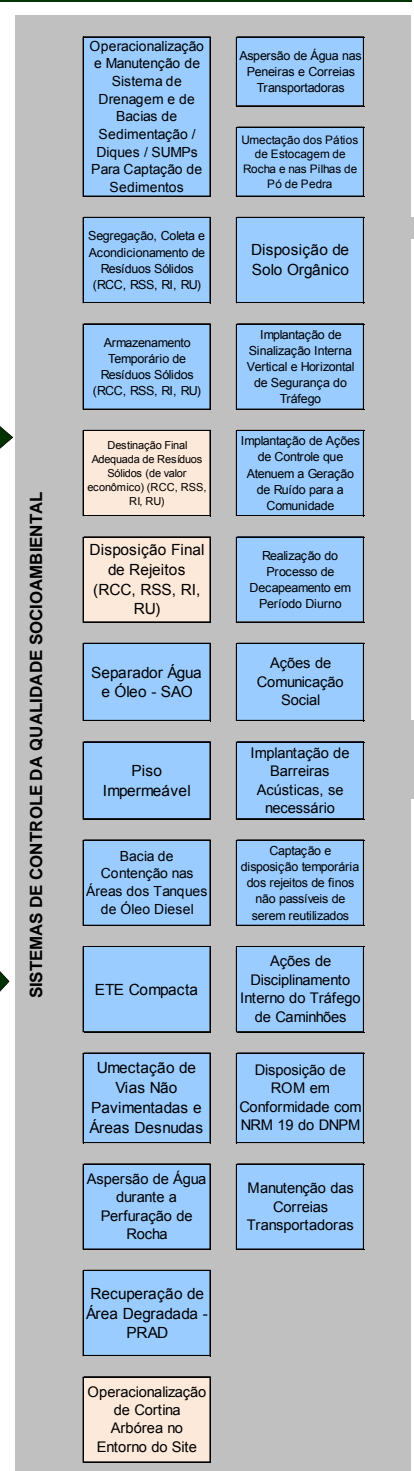 SISTEMAS DE CONTROLE DA QUALIDADE SOCIOAMBIENTAL
Operacionalização
e Manutenção de
Sistema de
Drenagem e de
Bacias de
Sedimentação /
Diques / SUMPs
Para Captação de
Sedimentos
Segregação, Coleta e
Acondicionamento de
Resíduos Sólidos
(RCC, RSS, RI, RU)
Armazenamento
Temporário de
Resíduos Sólidos
(RCC, RSS, RI, RU)
Destinação Final
Adequada de Resíduos
Sólidos (de valor
econômico) (RCC, RSS,
RI, RU)
Disposição Final
de Rejeitos
(RCC, RSS, RI,
RU)
Separador Água
e Óleo - SAO
Piso
Impermeável
Bacia de
Contenção nas
Áreas dos Tanques
de Óleo Diesel
ETE Compacta
Umectação de
Vias Não
Pavimentadas e
Áreas Desnudas
Aspersão de Água
durante a
Perfuração de
Rocha
Recuperação de
Área Degradada -
PRAD
Operacionalização
de Cortina
Arbórea no
Entorno do Site
Aspersão de Água nas
Peneiras e Correias
Transportadoras
Umectação dos Pátios
de Estocagem de
Rocha e nas Pilhas de
Pó de Pedra
Disposição de
Solo Orgânico
Implantação de
Sinalização Interna
Vertical e Horizontal
de Segurança do
Tráfego
Implantação de Ações
de Controle que
Atenuem a Geração
de Ruído para a
Comunidade
Realização do
Processo de
Decapeamento em
Período Diurno
Ações de
Comunicação
Social
Implantação de
Barreiras
Acústicas, se
necessário
Captação e
disposição temporária
dos rejeitos de finos
não passíveis de
serem reutilizados
Ações de
Disciplinamento
Interno do Tráfego
de Caminhões
Disposição de
ROM em
Conformidade com
NRM 19 do DNPM
Manutenção das
Correias
Transportadoras